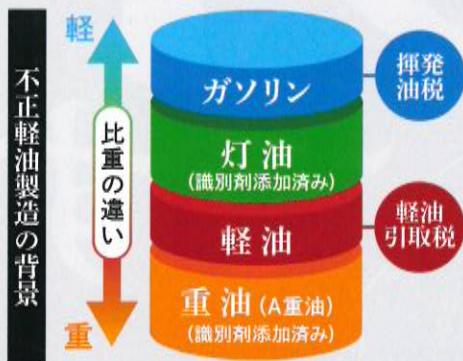 不正軽油製造の背景
軽
比重の違い
重
ガソリン
灯油
(識別剤添加済み)
軽油
重油(A重油)
(識別剤添加済み)
揮発
油税
軽油
引取税